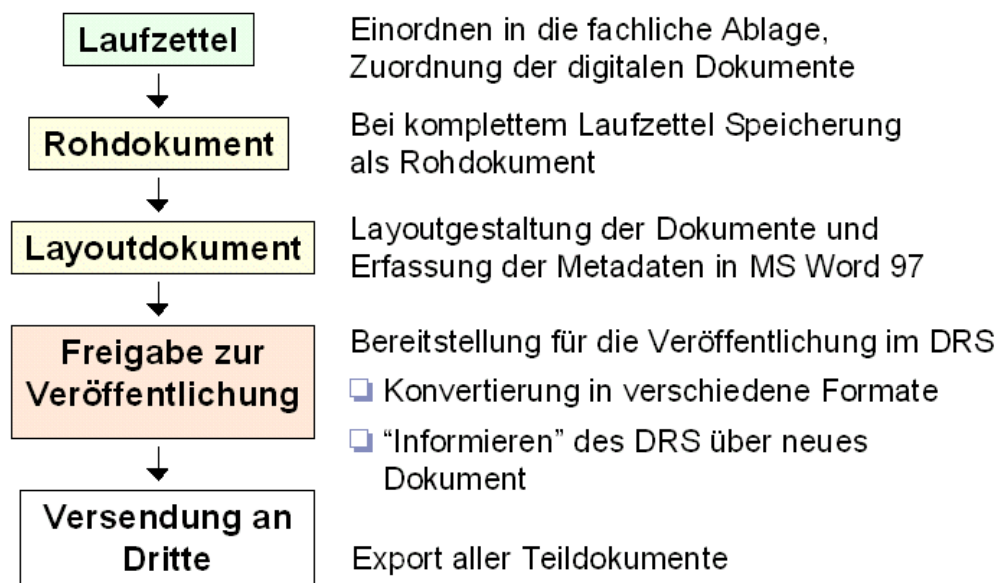 Laufzettel
Einordnen in die fachliche Ablage,
Zuordnung der digitalen Dokumente
Rohdokument
Bei komplettem Laufzettel Speicherung
als Rohdokument
Layoutdokument
Layoutgestaltung der Dokumente und
Erfassung der Metadaten in MS Word 97
Freigabe zur
Veröffentlichung
Bereitstellung für die Veröffentlichung im DRS
Konvertierung in verschiedene Formate
“Informieren” des DRS über neues
Dokument
Versendung an
Dritte
Export aller Teildokumente